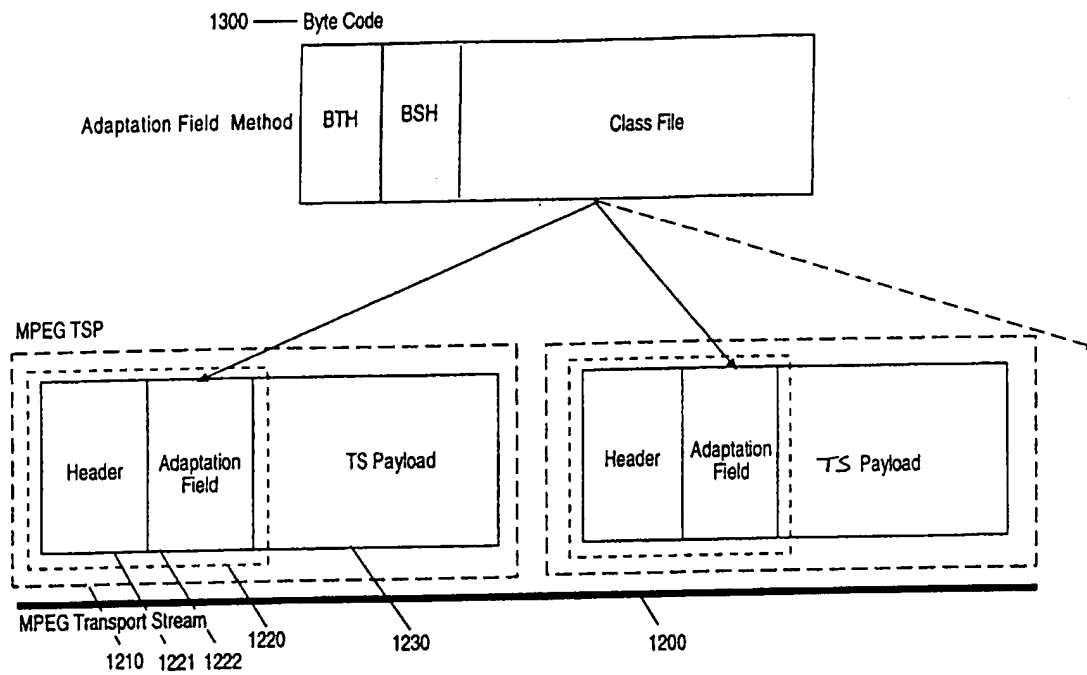 1300 Byte Code
Adaptation Field Method
BTH
BSH
Class File
MPEG TSP
Header
Adaptation
Field
TS Payload
Header
Adaptation
Field
TS Payload
MPEG Transport Stream
1210
1221
1222
1220
1230
1200